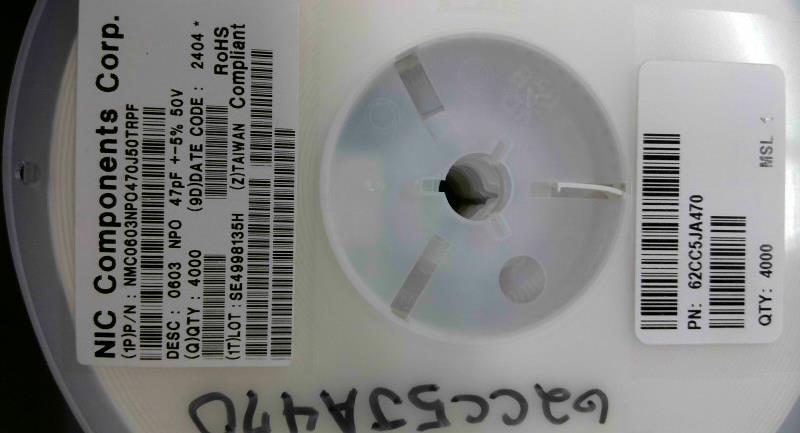 NIC Components Corp.
(1P)P/N : NMC0603NPO470J50TRPF
DESC : 0603 NPO 47pF +-5% 50V
(Q)QTY : 4000 (9D)DATE CODE : 2404 *
(1T)LOT : SE4998135H (Z)TAIWAN RoHS Compliant
PN: 62CC5JA470
QTY: 4000 MSL
62CC5JA470